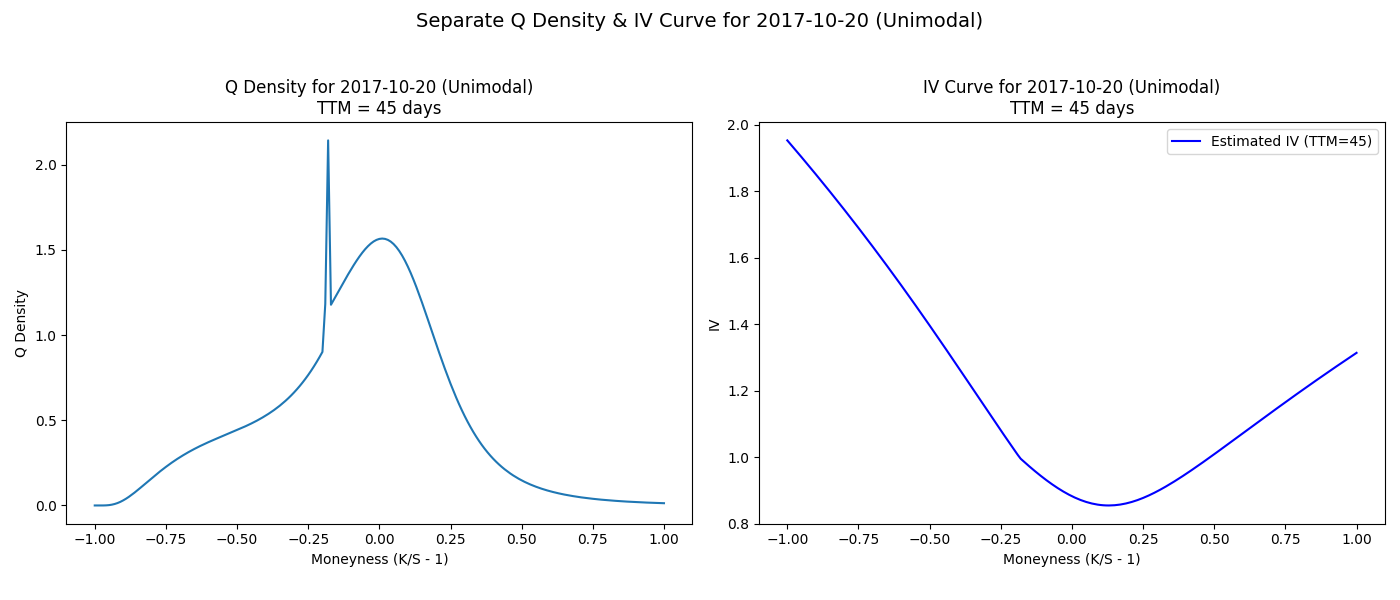 Separate Q Density & IV Curve for 2017-10-20 (Unimodal)
Q Density for 2017-10-20 (Unimodal)
TTM = 45 days
Q Density
2.0
1.5
1.0
0.5
0.0
−1.00 −0.75 −0.50 −0.25 0.00 0.25 0.50 0.75 1.00
Moneyness (K/S - 1)
IV Curve for 2017-10-20 (Unimodal)
TTM = 45 days
Estimated IV (TTM=45)
IV
2.0
1.8
1.6
1.4
1.2
1.0
0.8
−1.00 −0.75 −0.50 −0.25 0.00 0.25 0.50 0.75 1.00
Moneyness (K/S - 1)